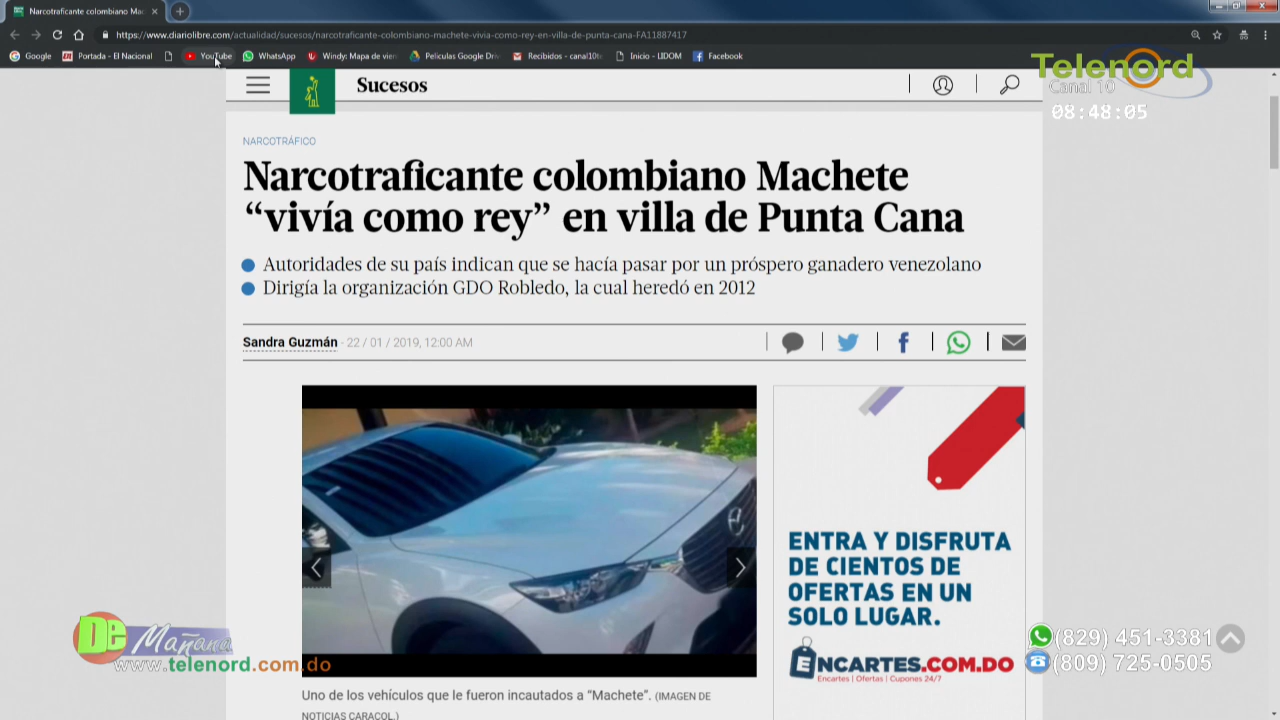 Narcotraficante colombiano Mac
https://www.diariolibre.com/actualidad/sucesos/narcotraficante-colombiano-machete-vivia-como-rey-en-villa-de-punta-cana-FA11887417
Google
Portada - El Nacional
YouTube
WhatsApp
Windy: Mapa de vien
Peliculas Google Driv
Recibidos - canal10te
Inicio - LIDOM
Facebook
Telenord
Canal 10
08:48:05
Sucesos
NARCOTRÁFICO
Narcotraficante colombiano Machete
“vivía como rey” en villa de Punta Cana
Autoridades de su país indican que se hacía pasar por un próspero ganadero venezolano
Dirigía la organización GDO Robledo, la cual heredó en 2012
Sandra Guzmán - 22 / 01 / 2019, 12:00 AM
ENTRA Y DISFRUTA
DE CIENTOS DE
OFERTAS EN UN
SOLO LUGAR.
ENCARTES.COM.DO
Encartes | Ofertas | Cupones 24/7
De Mañana
www.telenord.com.do
(829) 451-3381
(809) 725-0505
Uno de los vehículos que le fueron incautados a “Machete”. (IMAGEN DE
NOTICIAS CARACOL.)